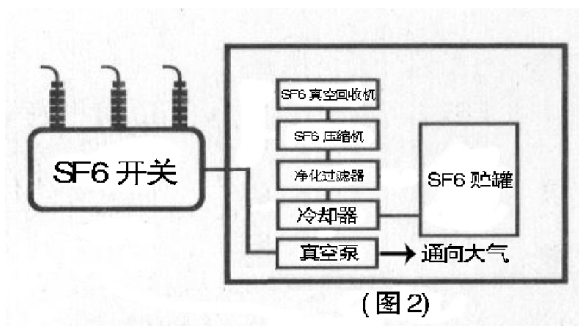 SF6 真空回收机
SF6 压缩机
净化过滤器
冷却器
真空泵
SF6 开关
SF6 贮罐
通向大气
(图2)